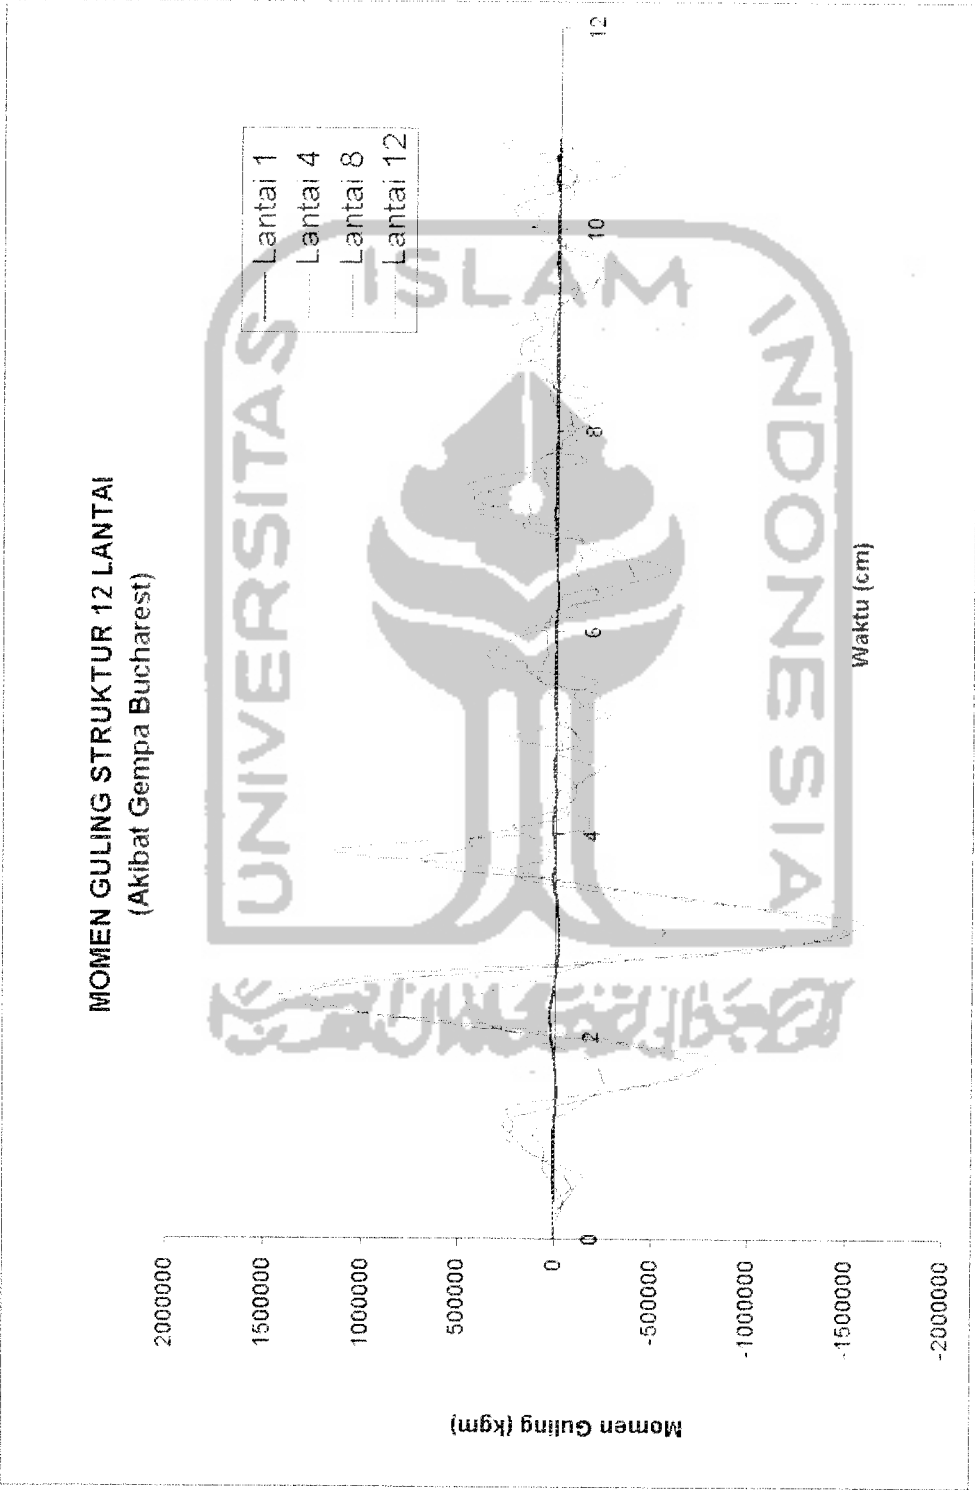 MOMEN GULING STRUKTUR 12 LANTAI
(Akibat Gempa Bucharest)
Lantai 1
Lantai 4
Lantai 8
Lantai 12
Momen Guling (kgm)
2000000
1500000
1000000
500000
0
-500000
-1000000
-1500000
-2000000
0
2
4
6
8
10
12
Waktu (cm)
UNIVERSITAS
ISLAM
INDONESIA